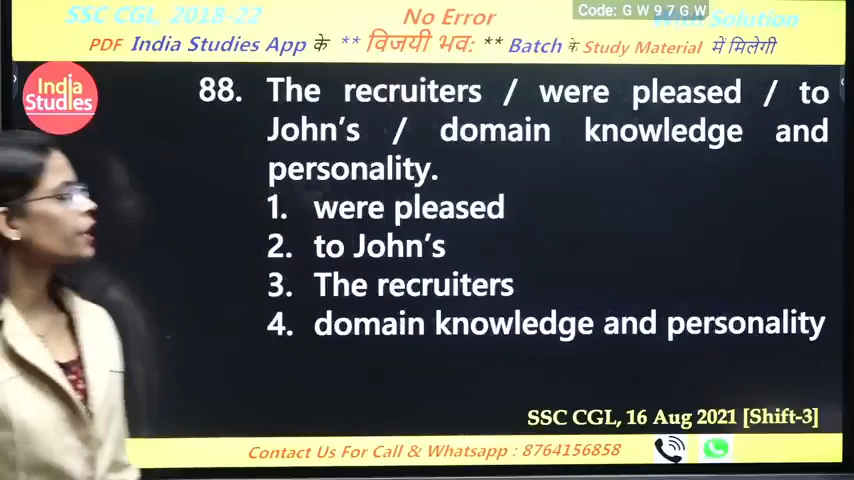 SSC CGL 2018-22 No Error With Solution
Code: G W 9 7 G W
PDF India Studies App के ** विजयी भव: ** Batch के Study Material में मिलेगी
India
Studies
88. The recruiters / were pleased / to
John's / domain knowledge and
personality.
1. were pleased
2. to John's
3. The recruiters
4. domain knowledge and personality
SSC CGL, 16 Aug 2021 [Shift-3]
Contact Us For Call & Whatsapp : 8764156858